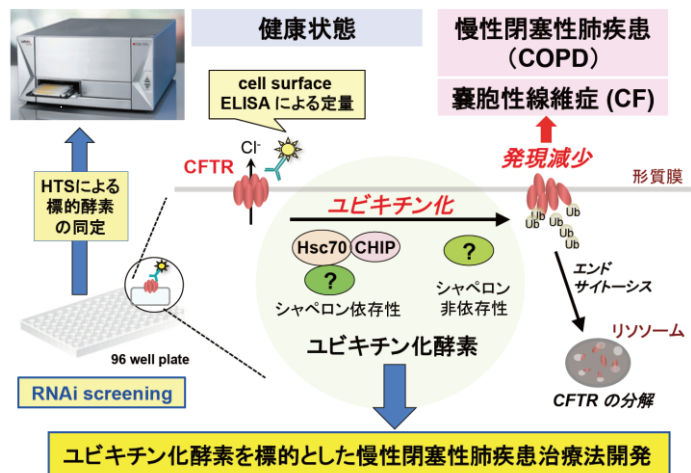 健康状態
慢性閉塞性肺疾患
（COPD）
嚢胞性線維症 (CF)
cell surface
ELISA による定量
Cl-
CFTR
発現減少
形質膜
HTSによる
標的酵素
の同定
ユビキチン化
Ub
Ub
Ub
Ub
Ub
Hsc70
CHIP
?
?
シャペロン依存性
シャペロン
非依存性
エンド
サイトーシス
ユビキチン化酵素
リソソーム
96 well plate
CFTR の分解
RNAi screening
ユビキチン化酵素を標的とした慢性閉塞性肺疾患治療法開発